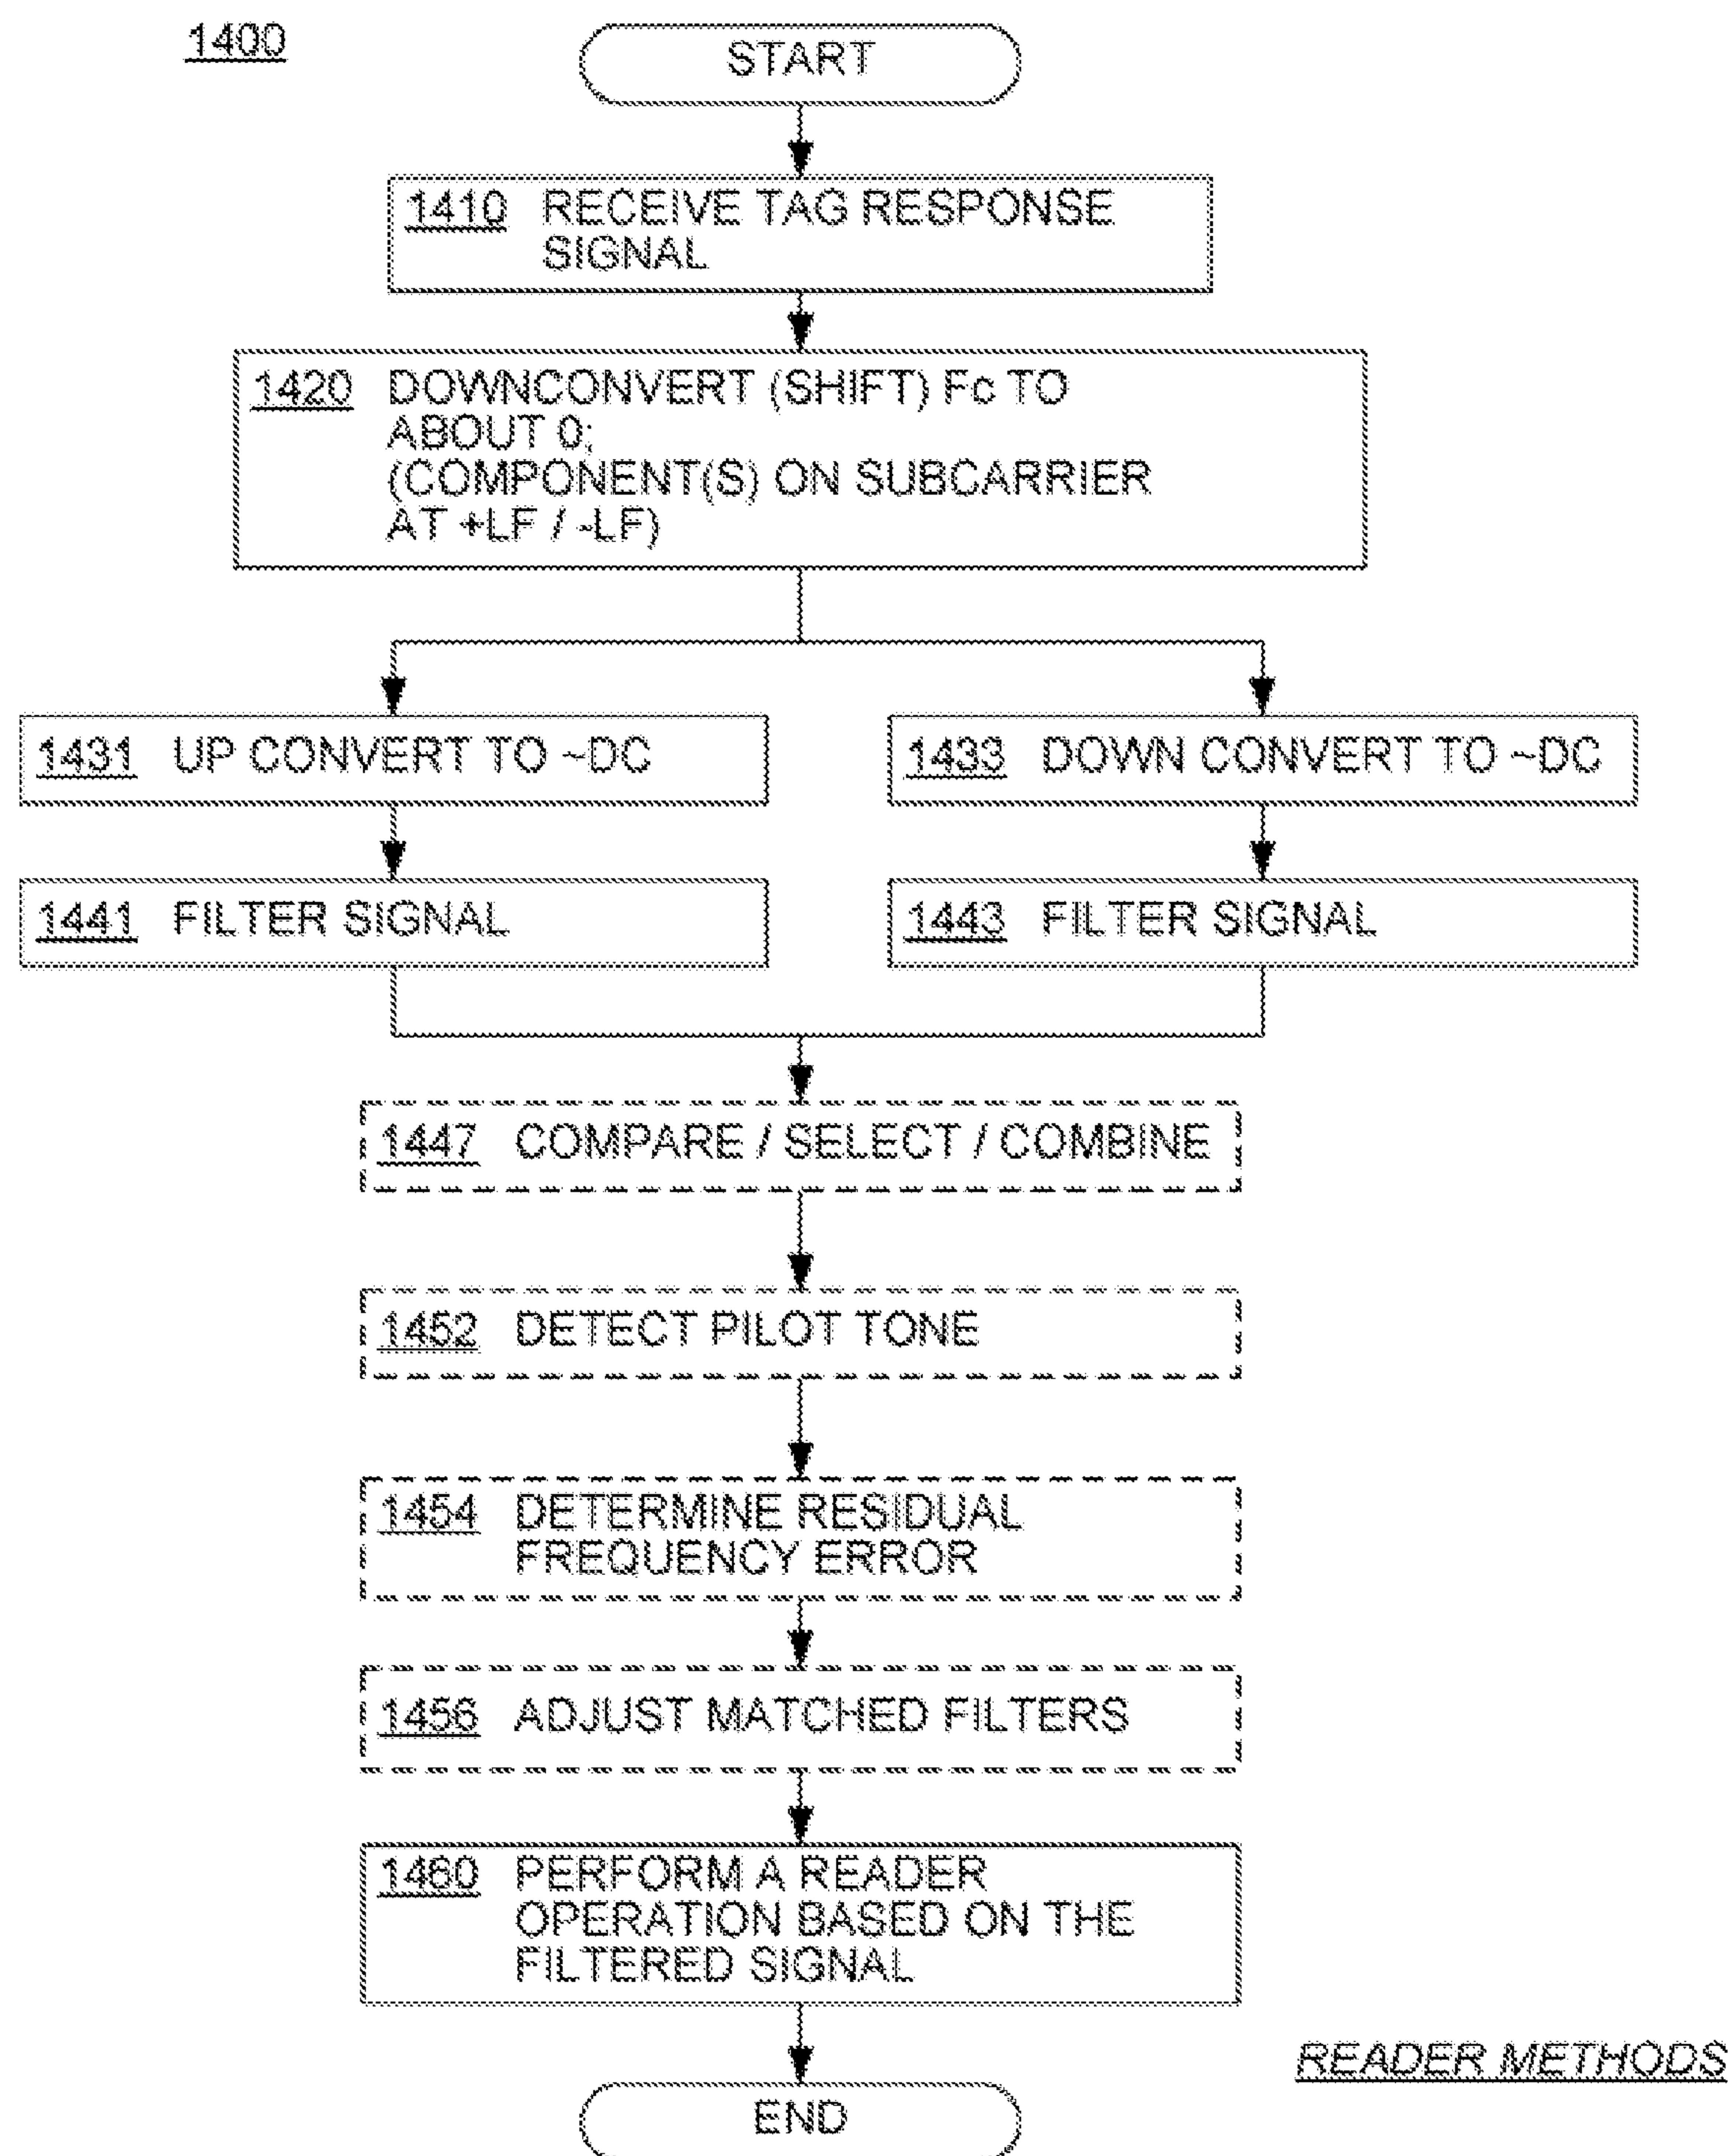 1400
START
1410 RECEIVE TAG RESPONSE
SIGNAL
1420 DOWNCONVERT (SHIFT) Fc TO
ABOUT 0;
(COMPONENT(S) ON SUBCARRIER
AT +LF / -LF)
1431 UP CONVERT TO ~DC
1433 DOWN CONVERT TO ~DC
1441 FILTER SIGNAL
1443 FILTER SIGNAL
1447 COMPARE / SELECT / COMBINE
1452 DETECT PILOT TONE
1454 DETERMINE RESIDUAL
FREQUENCY ERROR
1456 ADJUST MATCHED FILTERS
1460 PERFORM A READER
OPERATION BASED ON THE
FILTERED SIGNAL
READER METHODS
END